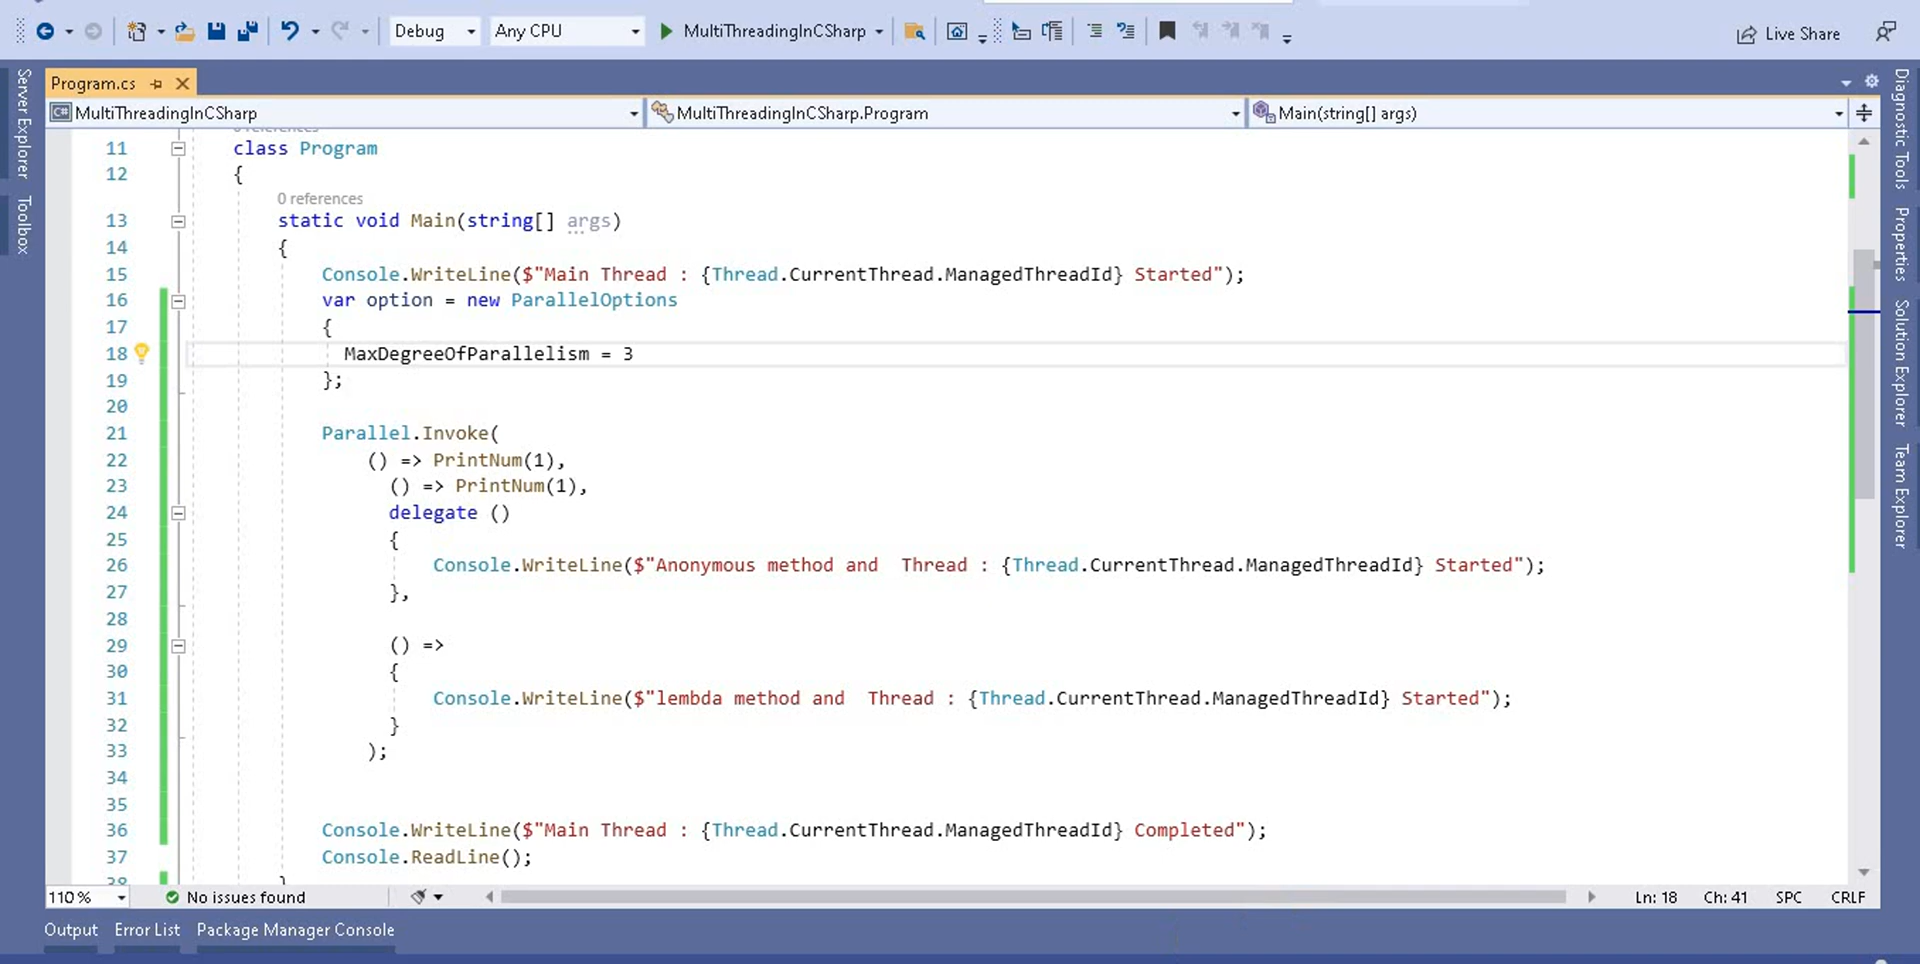 Debug Any CPU MultiThreadingInCSharp Live Share
Program.cs
MultiThreadingInCSharp MultiThreadingInCSharp.Program Main(string[] args)
Server Explorer
Toolbox
Diagnostic Tools
Properties
Solution Explorer
Team Explorer
0 references
11 class Program
12 {
0 references
13 static void Main(string[] args)
14 {
15 Console.WriteLine($"Main Thread : {Thread.CurrentThread.ManagedThreadId} Started");
16 var option = new ParallelOptions
17 {
18 MaxDegreeOfParallelism = 3
19 };
20
21 Parallel.Invoke(
22 () => PrintNum(1),
23 () => PrintNum(1),
24 delegate ()
25 {
26 Console.WriteLine($"Anonymous method and  Thread : {Thread.CurrentThread.ManagedThreadId} Started");
27 },
28
29 () =>
30 {
31 Console.WriteLine($"lembda method and  Thread : {Thread.CurrentThread.ManagedThreadId} Started");
32 }
33 );
34
35
36 Console.WriteLine($"Main Thread : {Thread.CurrentThread.ManagedThreadId} Completed");
37 Console.ReadLine();
38 }
110 % No issues found Ln: 18 Ch: 41 SPC CRLF
Output Error List Package Manager Console